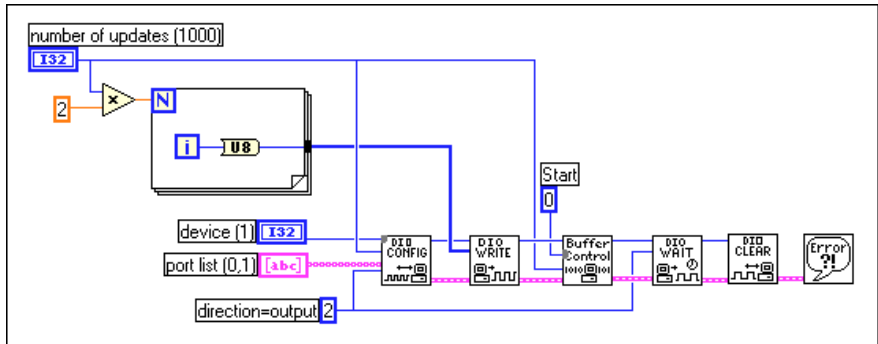 number of updates (1000)
I32
2
x
N
i
U8
Start
0
device (1)
I32
port list (0,1)
[abc]
direction=output
2
DIO
CONFIG
DIO
WRITE
Buffer
Control
DIO
WAIT
DIO
CLEAR
Error
?!